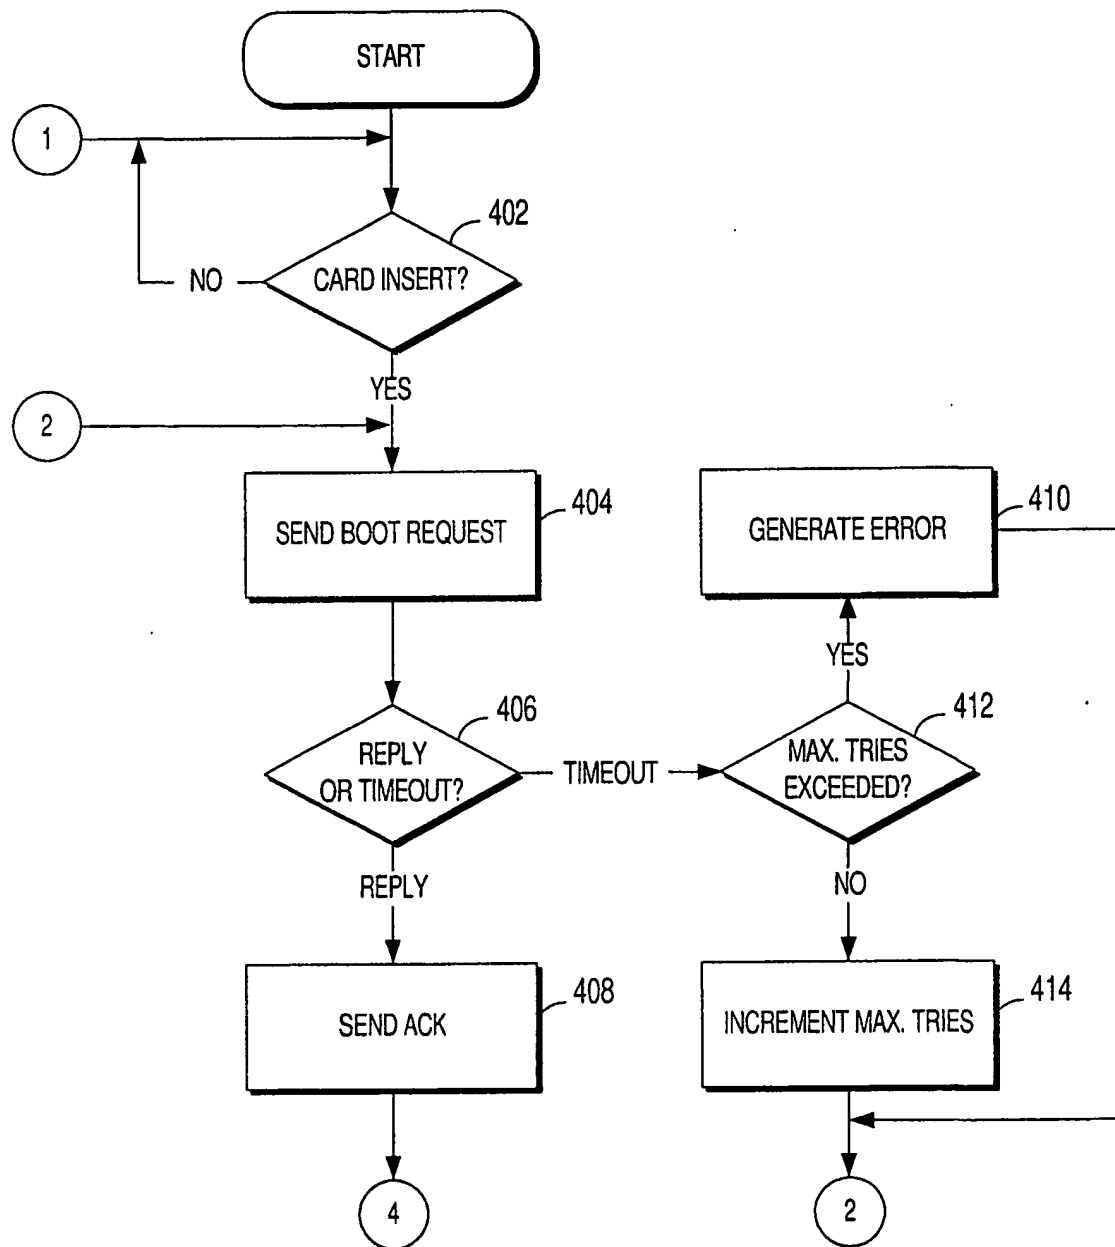 START
1
402
CARD INSERT?
NO
YES
2
404
SEND BOOT REQUEST
410
GENERATE ERROR
YES
406
REPLY
OR TIMEOUT?
TIMEOUT
412
MAX. TRIES
EXCEEDED?
REPLY
NO
408
SEND ACK
414
INCREMENT MAX. TRIES
4
2